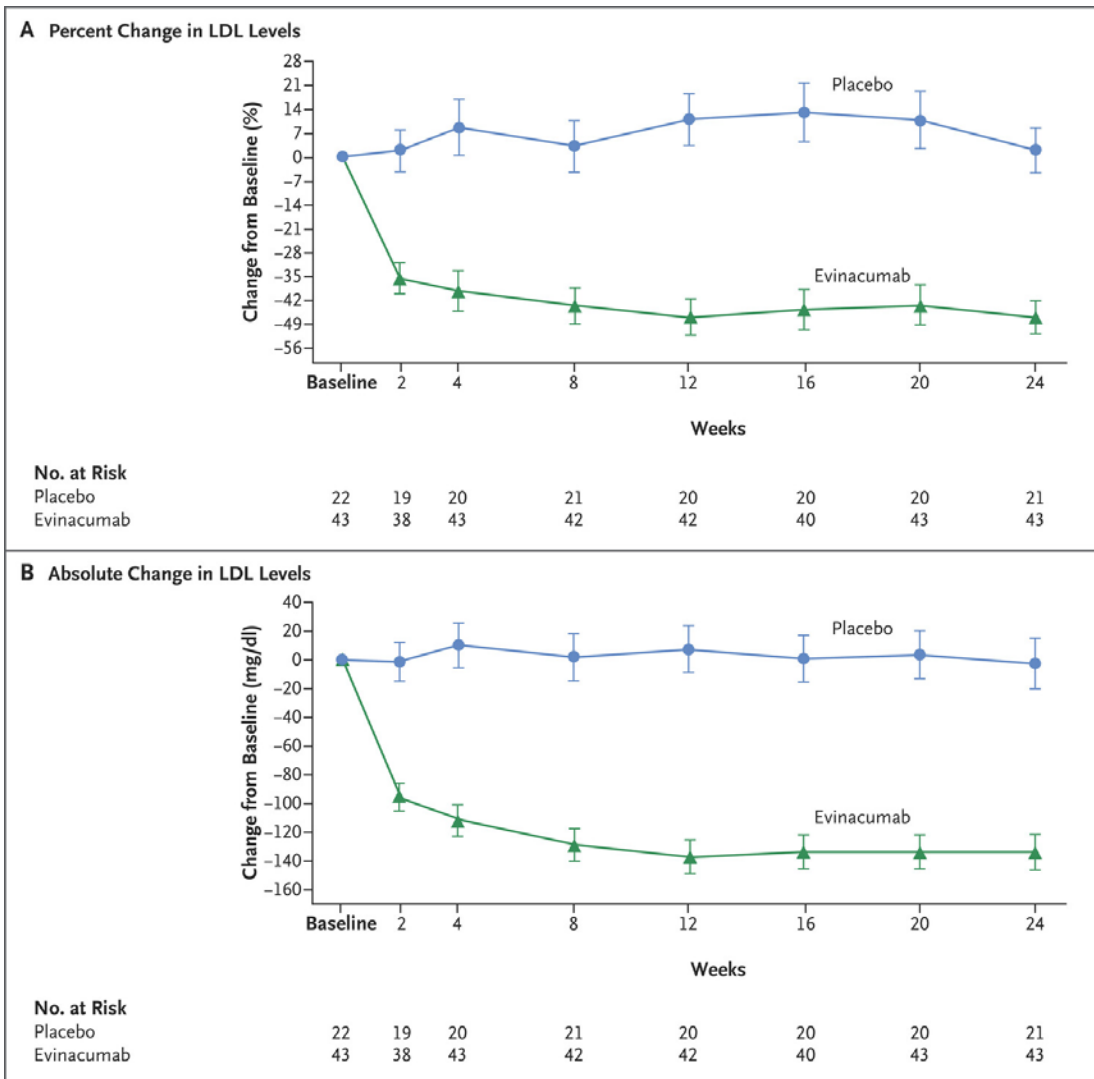 A Percent Change in LDL Levels
Change from Baseline (%)
28
21
14
7
0
−7
−14
−21
−28
−35
−42
−49
−56
Placebo
Evinacumab
Baseline 2 4 8 12 16 20 24
Weeks
No. at Risk
Placebo 22 19 20 21 20 20 20 21
Evinacumab 43 38 43 42 42 40 43 43
B Absolute Change in LDL Levels
Change from Baseline (mg/dl)
40
20
0
−20
−40
−60
−80
−100
−120
−140
−160
Placebo
Evinacumab
Baseline 2 4 8 12 16 20 24
Weeks
No. at Risk
Placebo 22 19 20 21 20 20 20 21
Evinacumab 43 38 43 42 42 40 43 43